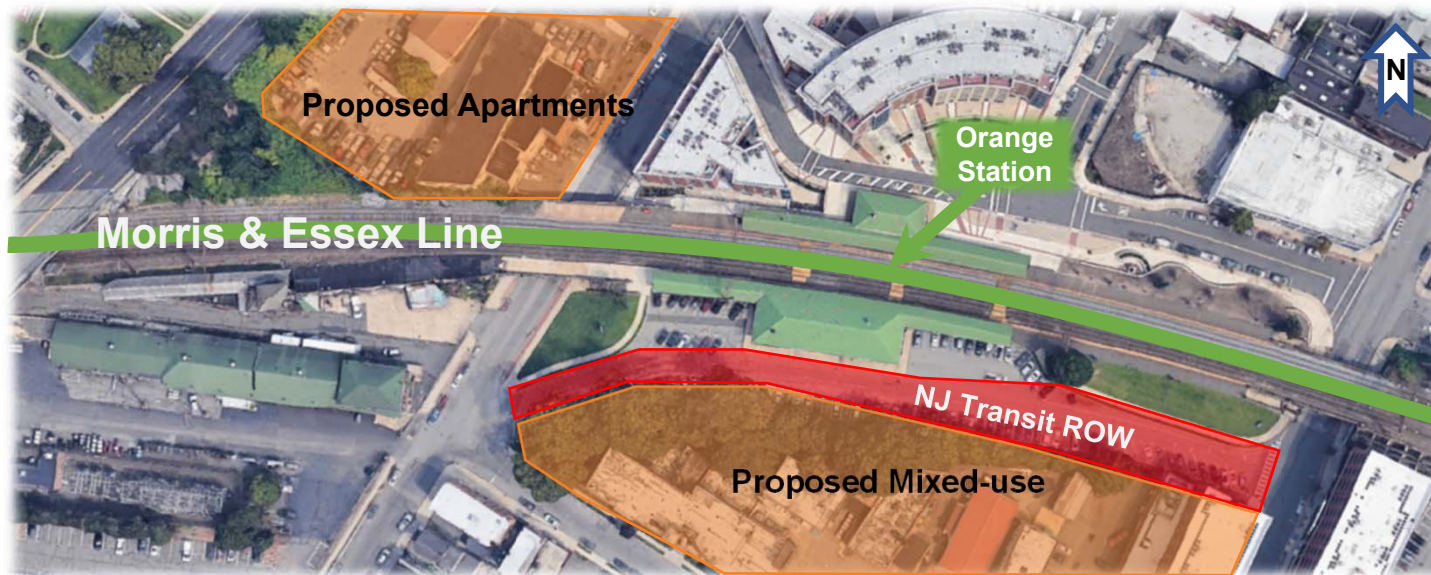 N
Proposed Apartments
Orange
Station
Morris & Essex Line
NJ Transit ROW
Proposed Mixed-use